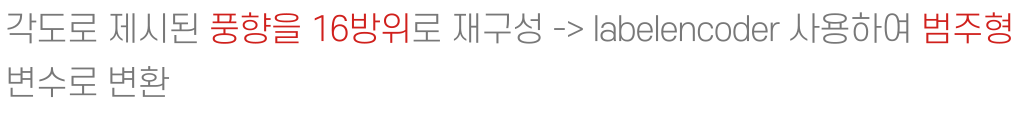 각도로 제시된 풍향을 16방위로 재구성 -> labelencoder 사용하여 범주형
변수로 변환